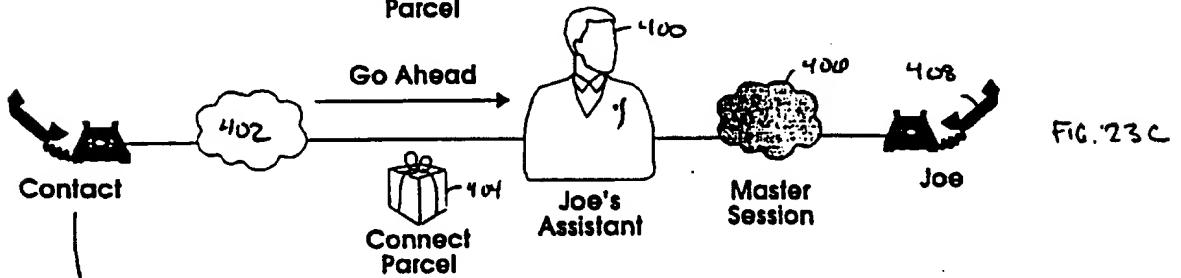 Parcel
400
Go Ahead
406
408
402
FIG. 23C
Contact
404
Joe's
Assistant
Master
Session
Joe
Connect
Parcel